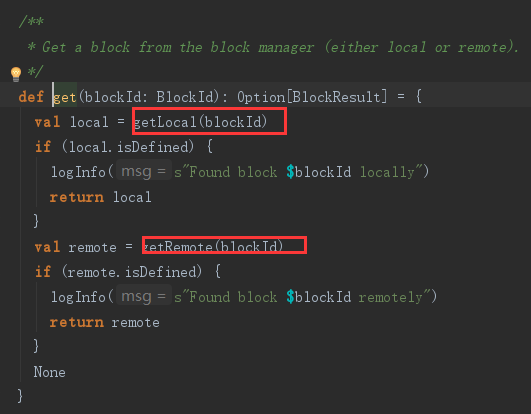 /**
 * Get a block from the block manager (either local or remote).
 */
def get(blockId: BlockId): Option[BlockResult] = {
  val local = getLocal(blockId)
  if (local.isDefined) {
    logInfo( msg = s"Found block $blockId locally")
    return local
  }
  val remote = getRemote(blockId)
  if (remote.isDefined) {
    logInfo( msg = s"Found block $blockId remotely")
    return remote
  }
  None
}